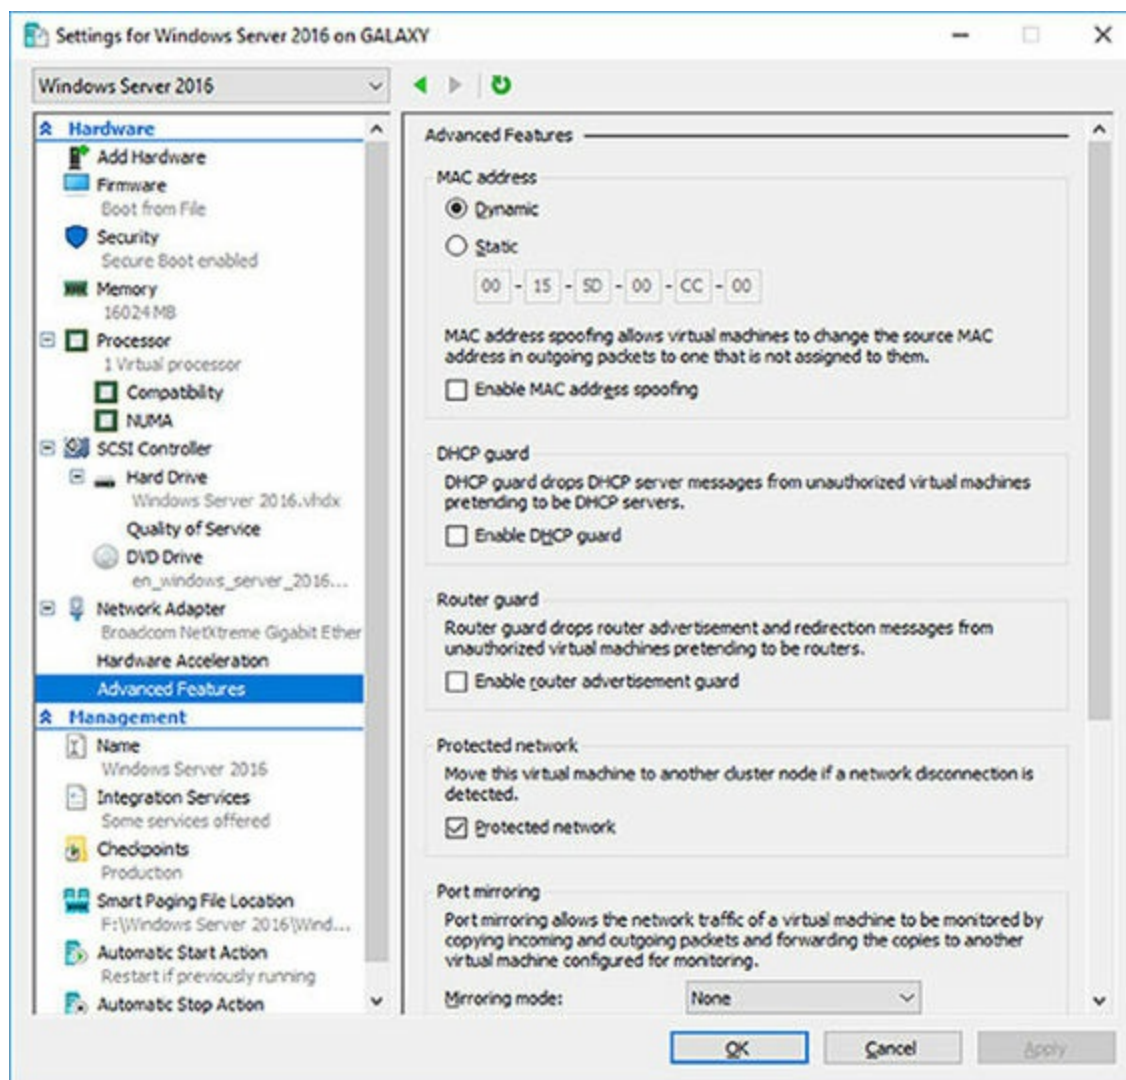 Settings for Windows Server 2016 on GALAXY
Windows Server 2016
Hardware
Add Hardware
Firmware
Boot from File
Security
Secure Boot enabled
Memory
16024 MB
Processor
1 Virtual processor
Compatibility
NUMA
SCSI Controller
Hard Drive
Windows Server 2016.vhdx
Quality of Service
DVD Drive
en_windows_server_2016...
Network Adapter
Broadcom NetXtreme Gigabit Ether
Hardware Acceleration
Advanced Features
Management
Name
Windows Server 2016
Integration Services
Some services offered
Checkpoints
Production
Smart Paging File Location
F:\Windows Server 2016\Wind...
Automatic Start Action
Restart if previously running
Automatic Stop Action
Advanced Features
MAC address
Dynamic
Static
00 - 15 - 5D - 00 - CC - 00
MAC address spoofing allows virtual machines to change the source MAC
address in outgoing packets to one that is not assigned to them.
Enable MAC address spoofing
DHCP guard
DHCP guard drops DHCP server messages from unauthorized virtual machines
pretending to be DHCP servers.
Enable DHCP guard
Router guard
Router guard drops router advertisement and redirection messages from
unauthorized virtual machines pretending to be routers.
Enable router advertisement guard
Protected network
Move this virtual machine to another cluster node if a network disconnection is
detected.
Protected network
Port mirroring
Port mirroring allows the network traffic of a virtual machine to be monitored by
copying incoming and outgoing packets and forwarding the copies to another
virtual machine configured for monitoring.
Mirroring mode: None
OK Cancel Apply